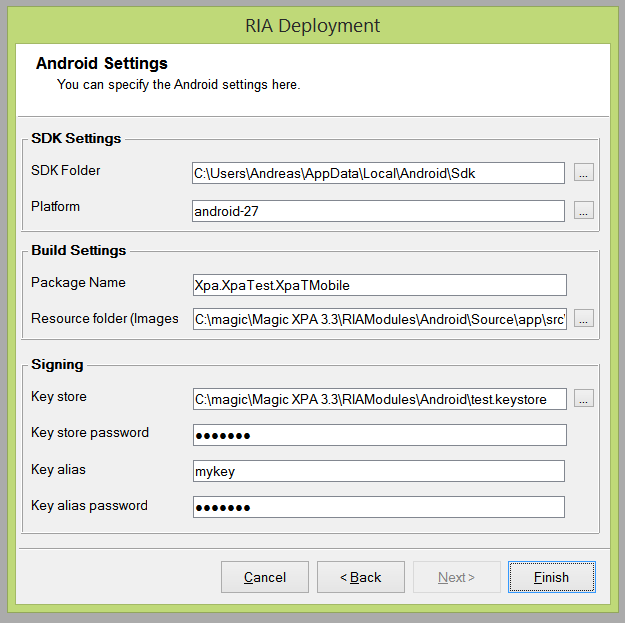 RIA Deployment
Android Settings
You can specify the Android settings here.
SDK Settings
SDK Folder C:\Users\Andreas\AppData\Local\Android\Sdk ...
Platform android-27 ...
Build Settings
Package Name Xpa.XpaTest.XpaTMobile
Resource folder (Images C:\magic\Magic XPA 3.3\RIAModules\Android\Source\app\src\ ...
Signing
Key store C:\magic\Magic XPA 3.3\RIAModules\Android\test.keystore ...
Key store password ●●●●●●●
Key alias mykey
Key alias password ●●●●●●●
Cancel < Back Next > Finish